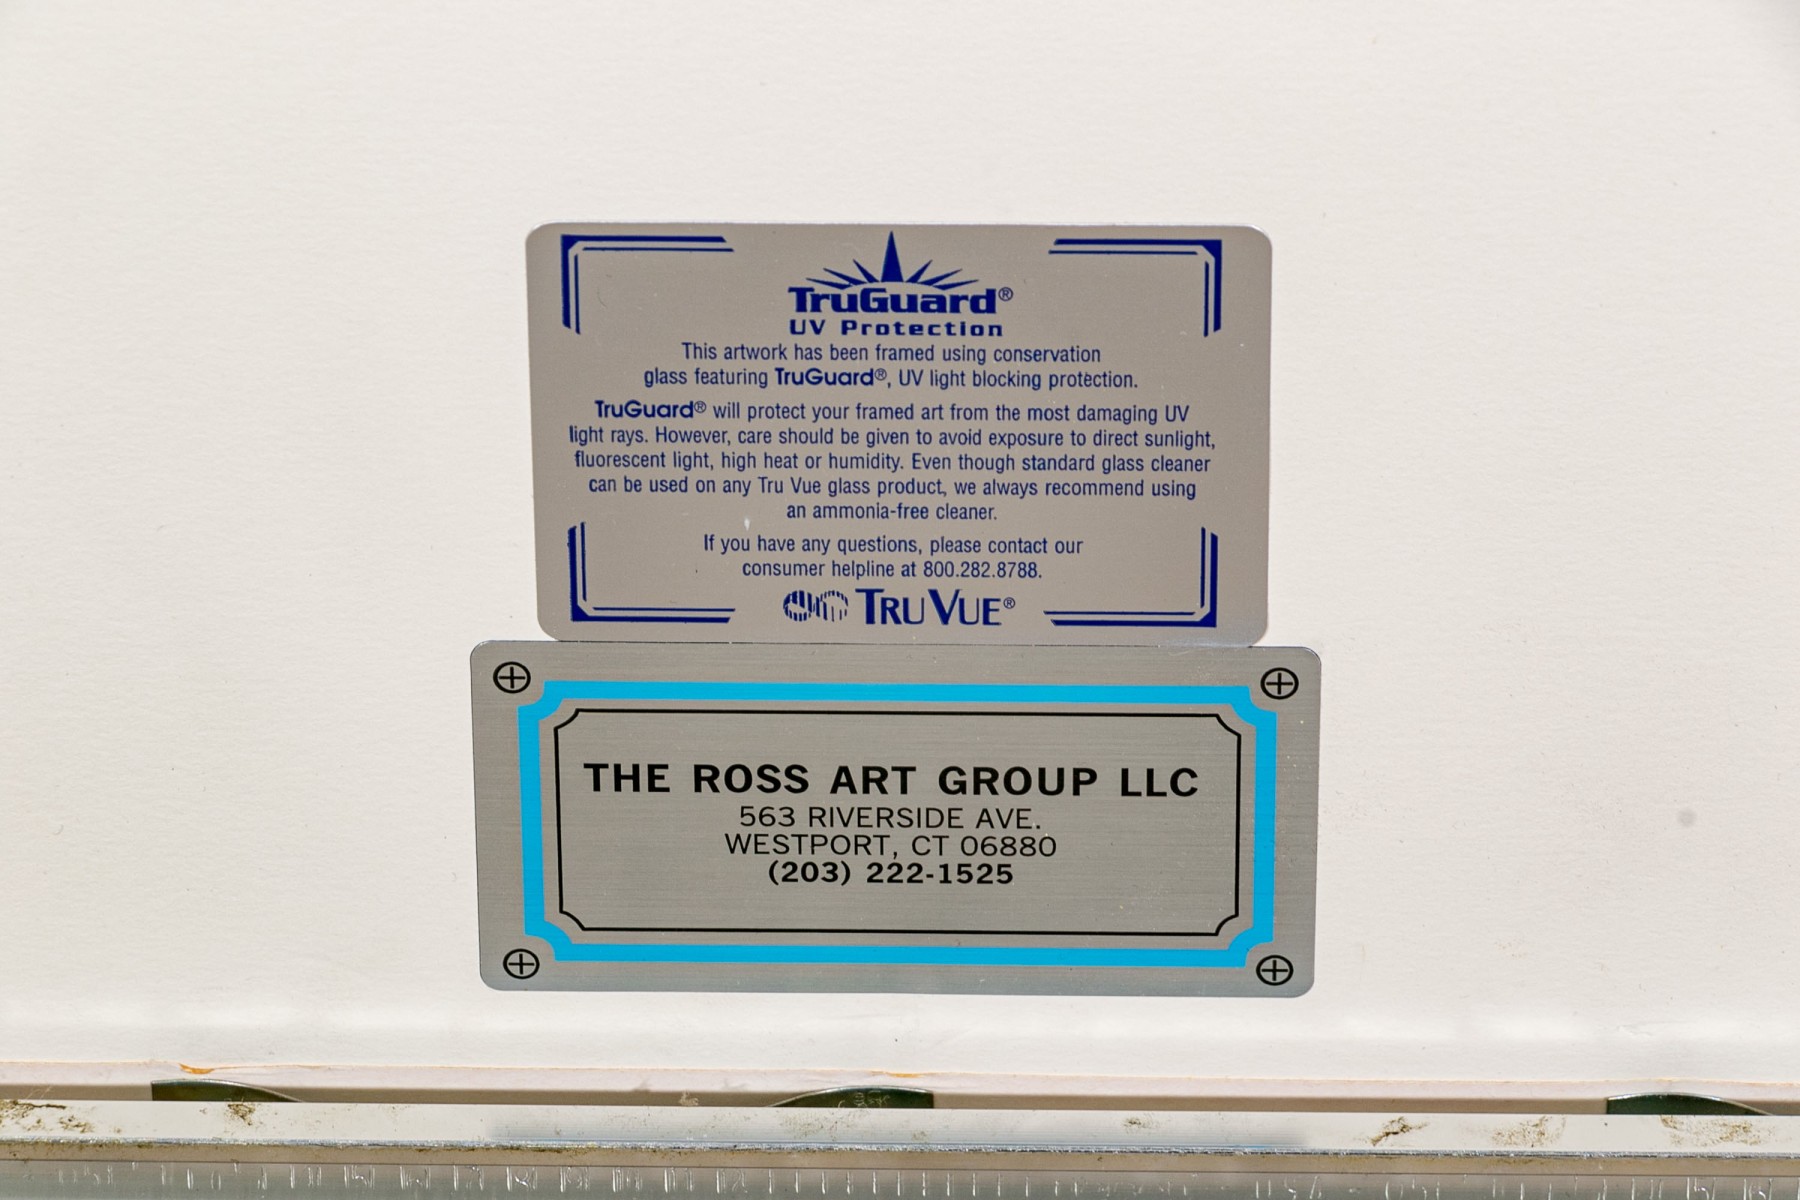 TruGuard®
UV Protection
This artwork has been framed using conservation
glass featuring TruGuard®, UV light blocking protection.
TruGuard® will protect your framed art from the most damaging UV
light rays. However, care should be given to avoid exposure to direct sunlight,
fluorescent light, high heat or humidity. Even though standard glass cleaner
can be used on any Tru Vue glass product, we always recommend using
an ammonia-free cleaner.
If you have any questions, please contact our
consumer helpline at 800.282.8788.
TRU VUE®
THE ROSS ART GROUP LLC
563 RIVERSIDE AVE.
WESTPORT, CT 06880
(203) 222-1525